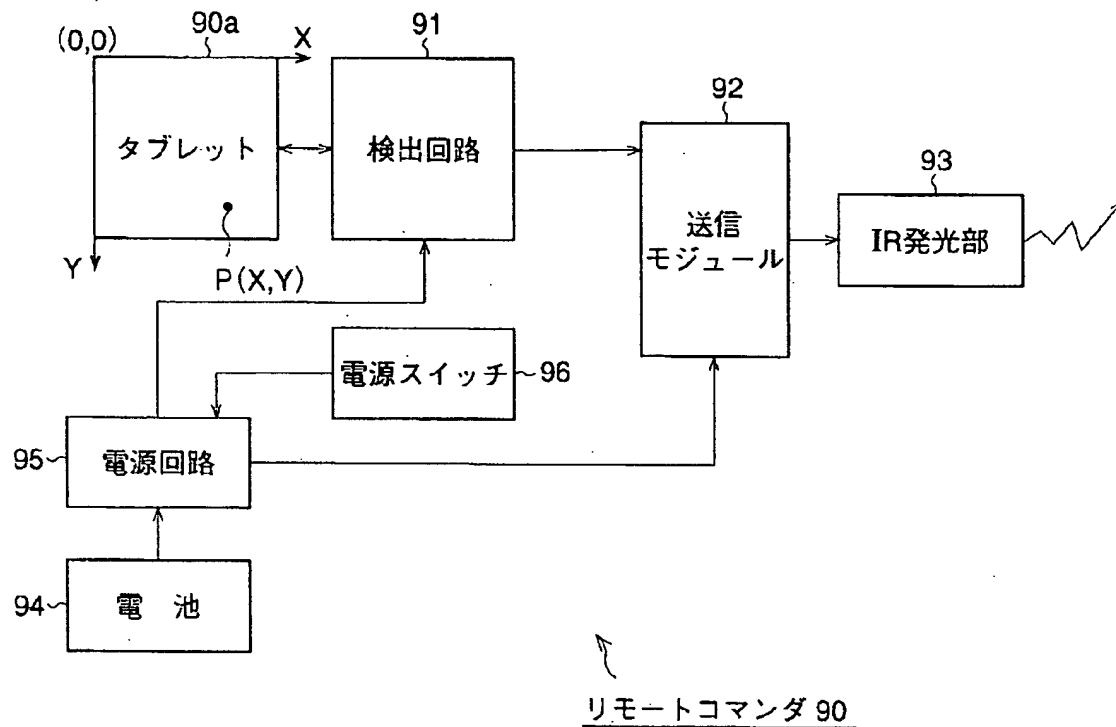 (0,0)
90a
X
91
タブレット
検出回路
92
送信
モジュール
93
IR発光部
Y
P(X,Y)
電源スイッチ
96
95
電源回路
94
電 池
リモートコマンダ 90